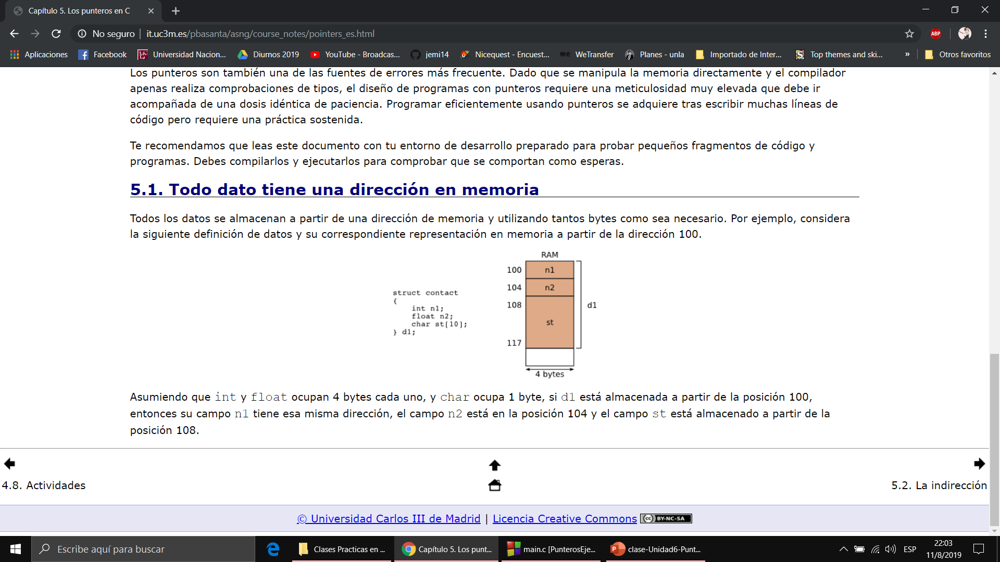 Capítulo 5. Los punteros en C
No seguro | it.uc3m.es/pbasanta/asng/course_notes/pointers_es.html
ABP
Aplicaciones Facebook Universidad Nacion... Diurnos 2019 YouTube - Broadcas... jemi14 Nicequest - Encuest... WeTransfer Planes - unla Importado de Inter... Top themes and ski... » Otros favoritos
Los punteros son también una de las fuentes de errores más frecuente. Dado que se manipula la memoria directamente y el compilador
apenas realiza comprobaciones de tipos, el diseño de programas con punteros requiere una meticulosidad muy elevada que debe ir
acompañada de una dosis idéntica de paciencia. Programar eficientemente usando punteros se adquiere tras escribir muchas líneas de
código pero requiere una práctica sostenida.
Te recomendamos que leas este documento con tu entorno de desarrollo preparado para probar pequeños fragmentos de código y
programas. Debes compilarlos y ejecutarlos para comprobar que se comportan como esperas.
5.1. Todo dato tiene una dirección en memoria
Todos los datos se almacenan a partir de una dirección de memoria y utilizando tantos bytes como sea necesario. Por ejemplo, considera
la siguiente definición de datos y su correspondiente representación en memoria a partir de la dirección 100.
struct contact
{
int n1;
float n2;
char st[10];
} d1;
RAM
100 n1
104 n2
108
d1
st
117
4 bytes
Asumiendo que int y float ocupan 4 bytes cada uno, y char ocupa 1 byte, si d1 está almacenada a partir de la posición 100,
entonces su campo n1 tiene esa misma dirección, el campo n2 está en la posición 104 y el campo st está almacenado a partir de la
posición 108.
4.8. Actividades
5.2. La indirección
© Universidad Carlos III de Madrid | Licencia Creative Commons cc BY-NC-SA
Escribe aquí para buscar
Clases Practicas en ... Capítulo 5. Los punt... main.c [PunterosEje... clase-Unidad6-Punt...
ESP
22:03
11/8/2019